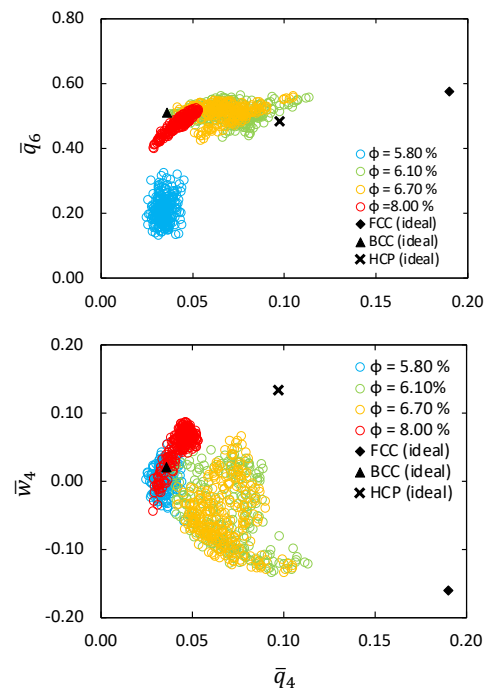 0.80
0.60
0.40
0.20
0.00
q̄6
ϕ = 5.80 %
ϕ = 6.10 %
ϕ = 6.70 %
ϕ =8.00 %
FCC (ideal)
BCC (ideal)
HCP (ideal)
0.00 0.05 0.10 0.15 0.20
0.20
0.10
0.00
-0.10
-0.20
w̄4
ϕ = 5.80 %
ϕ = 6.10%
ϕ = 6.70 %
ϕ = 8.00 %
FCC (ideal)
BCC (ideal)
HCP (ideal)
0.00 0.05 0.10 0.15 0.20
q̄4